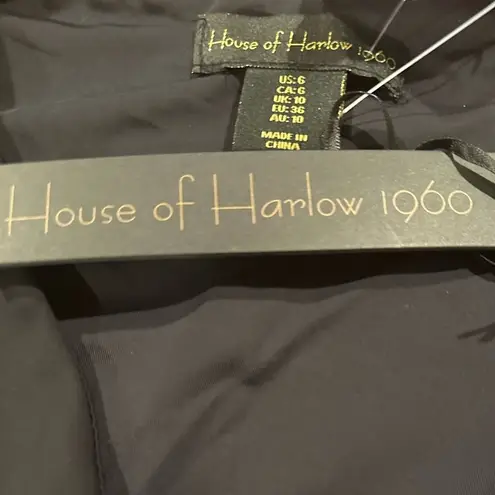 House of Harlow 1960
US: 6
CA: 6
UK: 10
EU: 36
AU: 10
MADE IN
CHINA
House of Harlow 1960